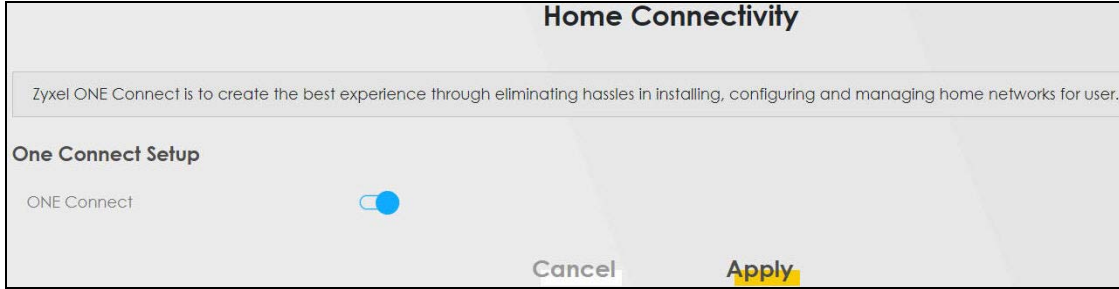 Home Connectivity
Zyxel ONE Connect is to create the best experience through eliminating hassles in installing, configuring and managing home networks for user.
One Connect Setup
ONE Connect
Cancel Apply